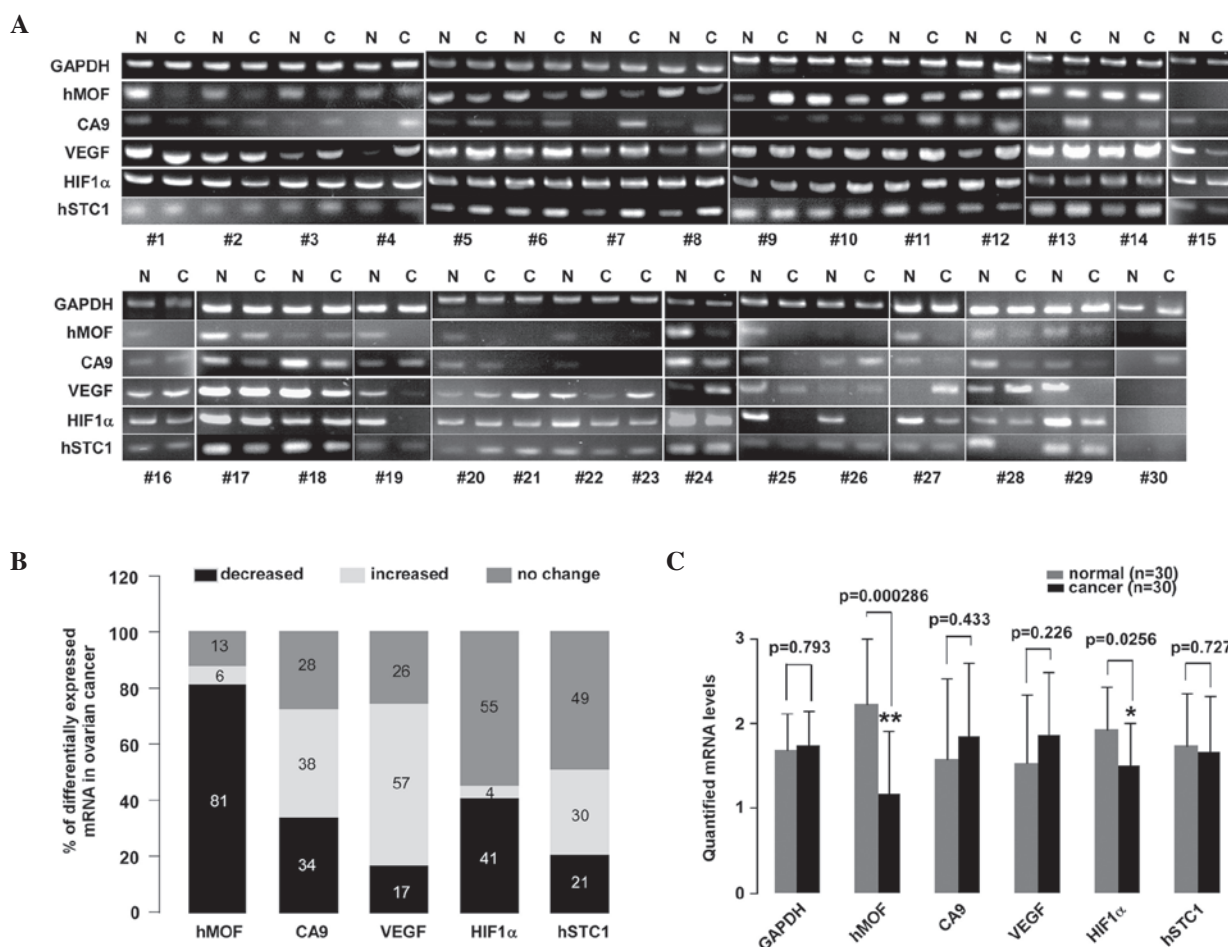 A
N C N C N C N C N C N C N C N C N C N C N C N C N C N C N C
GAPDH
hMOF
CA9
VEGF
HIF1α
hSTC1
#1 #2 #3 #4 #5 #6 #7 #8 #9 #10 #11 #12 #13 #14 #15
N C N C N C N C N C C N C C N C N C N C N C N C N C N C
GAPDH
hMOF
CA9
VEGF
HIF1α
hSTC1
#16 #17 #18 #19 #20 #21 #22 #23 #24 #25 #26 #27 #28 #29 #30
B
decreased increased no change
% of differentially expressed
mRNA in ovarian cancer
120
100
80
60
40
20
0
13
6
81
28
38
34
26
57
17
55
4
41
49
30
21
hMOF CA9 VEGF HIF1α hSTC1
C
normal (n=30)
cancer (n=30)
Quantified mRNA levels
3
2
1
0
p=0.793
p=0.000286
p=0.433
p=0.226
p=0.0256
p=0.727
**
*
GAPDH hMOF CA9 VEGF HIF1α hSTC1